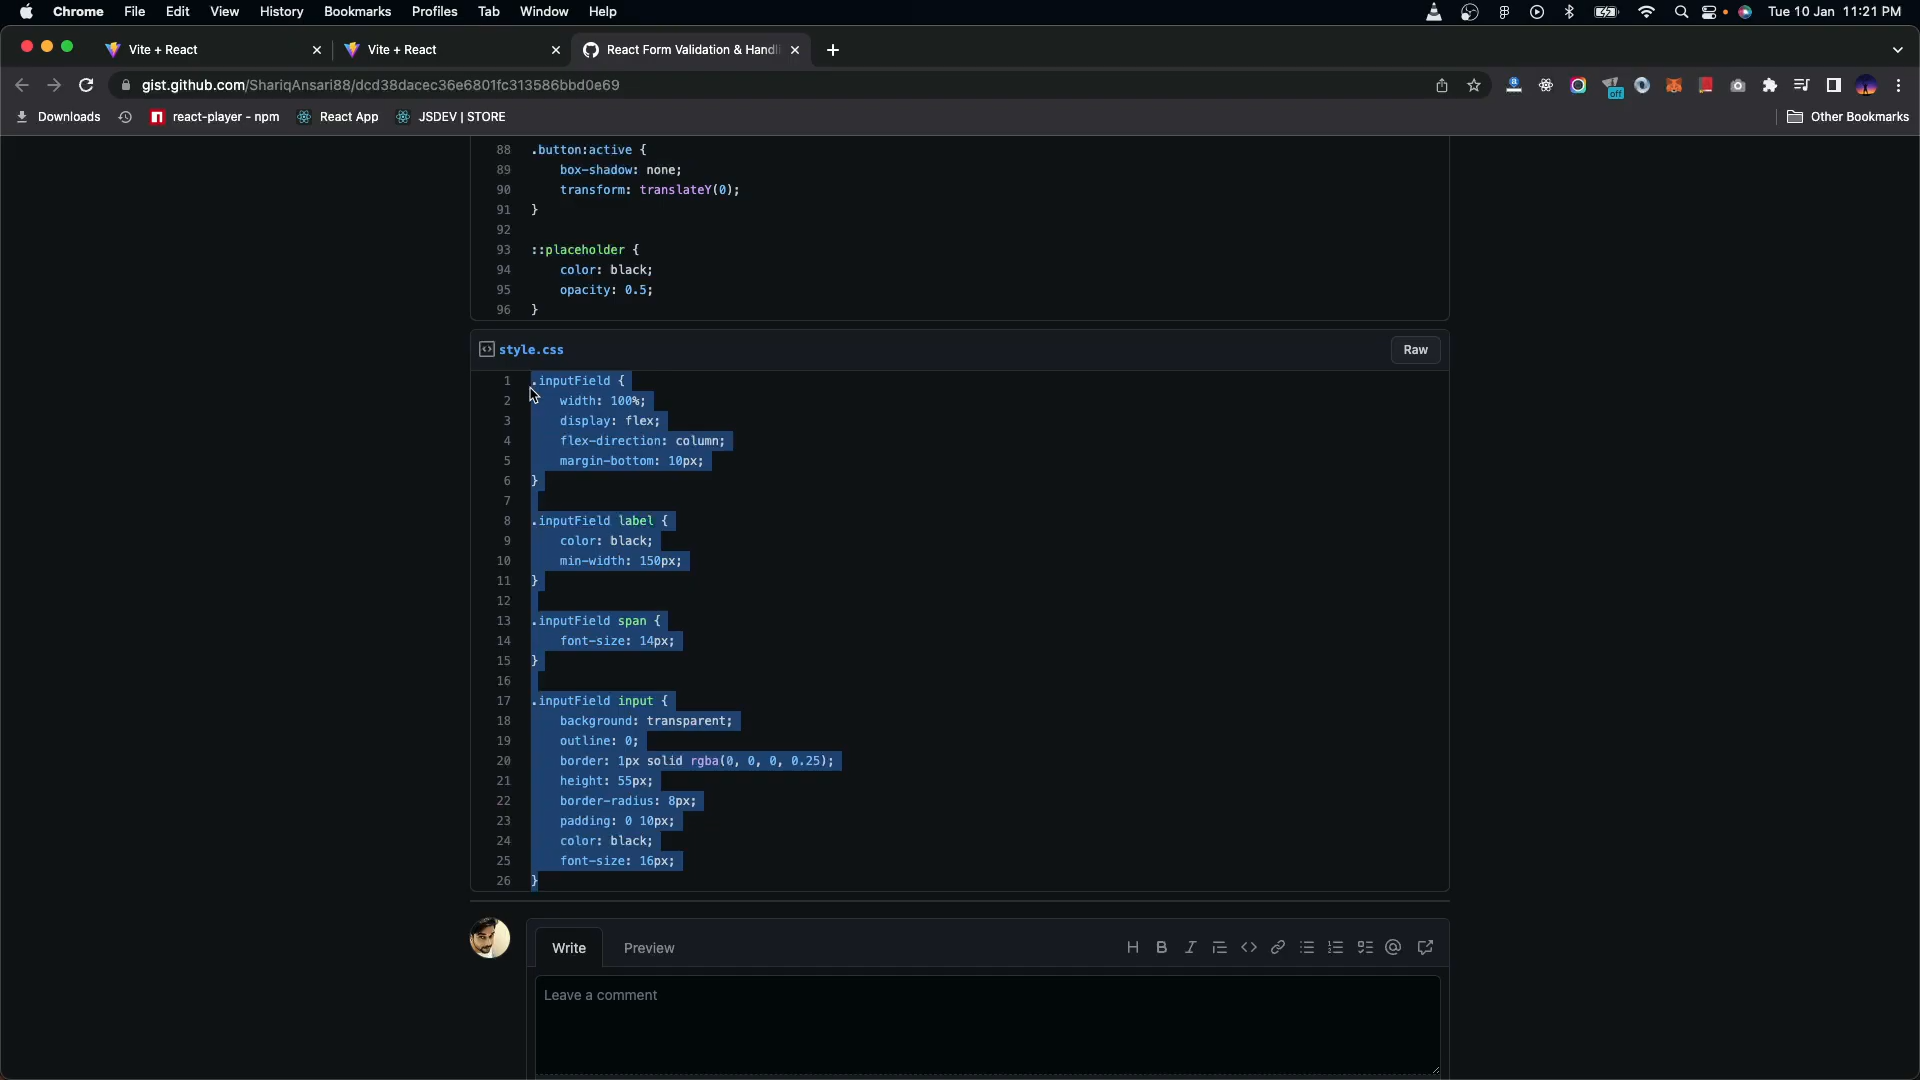 Chrome File Edit View History Bookmarks Profiles Tab Window Help Tue 10 Jan 11:21 PM
Vite + React Vite + React React Form Validation & Handl
gist.github.com/ShariqAnsari88/dcd38dacec36e6801fc313586bbd0e69 off
Downloads react-player - npm React App JSDEV | STORE Other Bookmarks
88 .button:active {
89 box-shadow: none;
90 transform: translateY(0);
91 }
92
93 ::placeholder {
94 color: black;
95 opacity: 0.5;
96 }
style.css Raw
1 .inputField {
2 width: 100%;
3 display: flex;
4 flex-direction: column;
5 margin-bottom: 10px;
6 }
7
8 .inputField label {
9 color: black;
10 min-width: 150px;
11 }
12
13 .inputField span {
14 font-size: 14px;
15 }
16
17 .inputField input {
18 background: transparent;
19 outline: 0;
20 border: 1px solid rgba(0, 0, 0, 0.25);
21 height: 55px;
22 border-radius: 8px;
23 padding: 0 10px;
24 color: black;
25 font-size: 16px;
26 }
Write Preview
Leave a comment